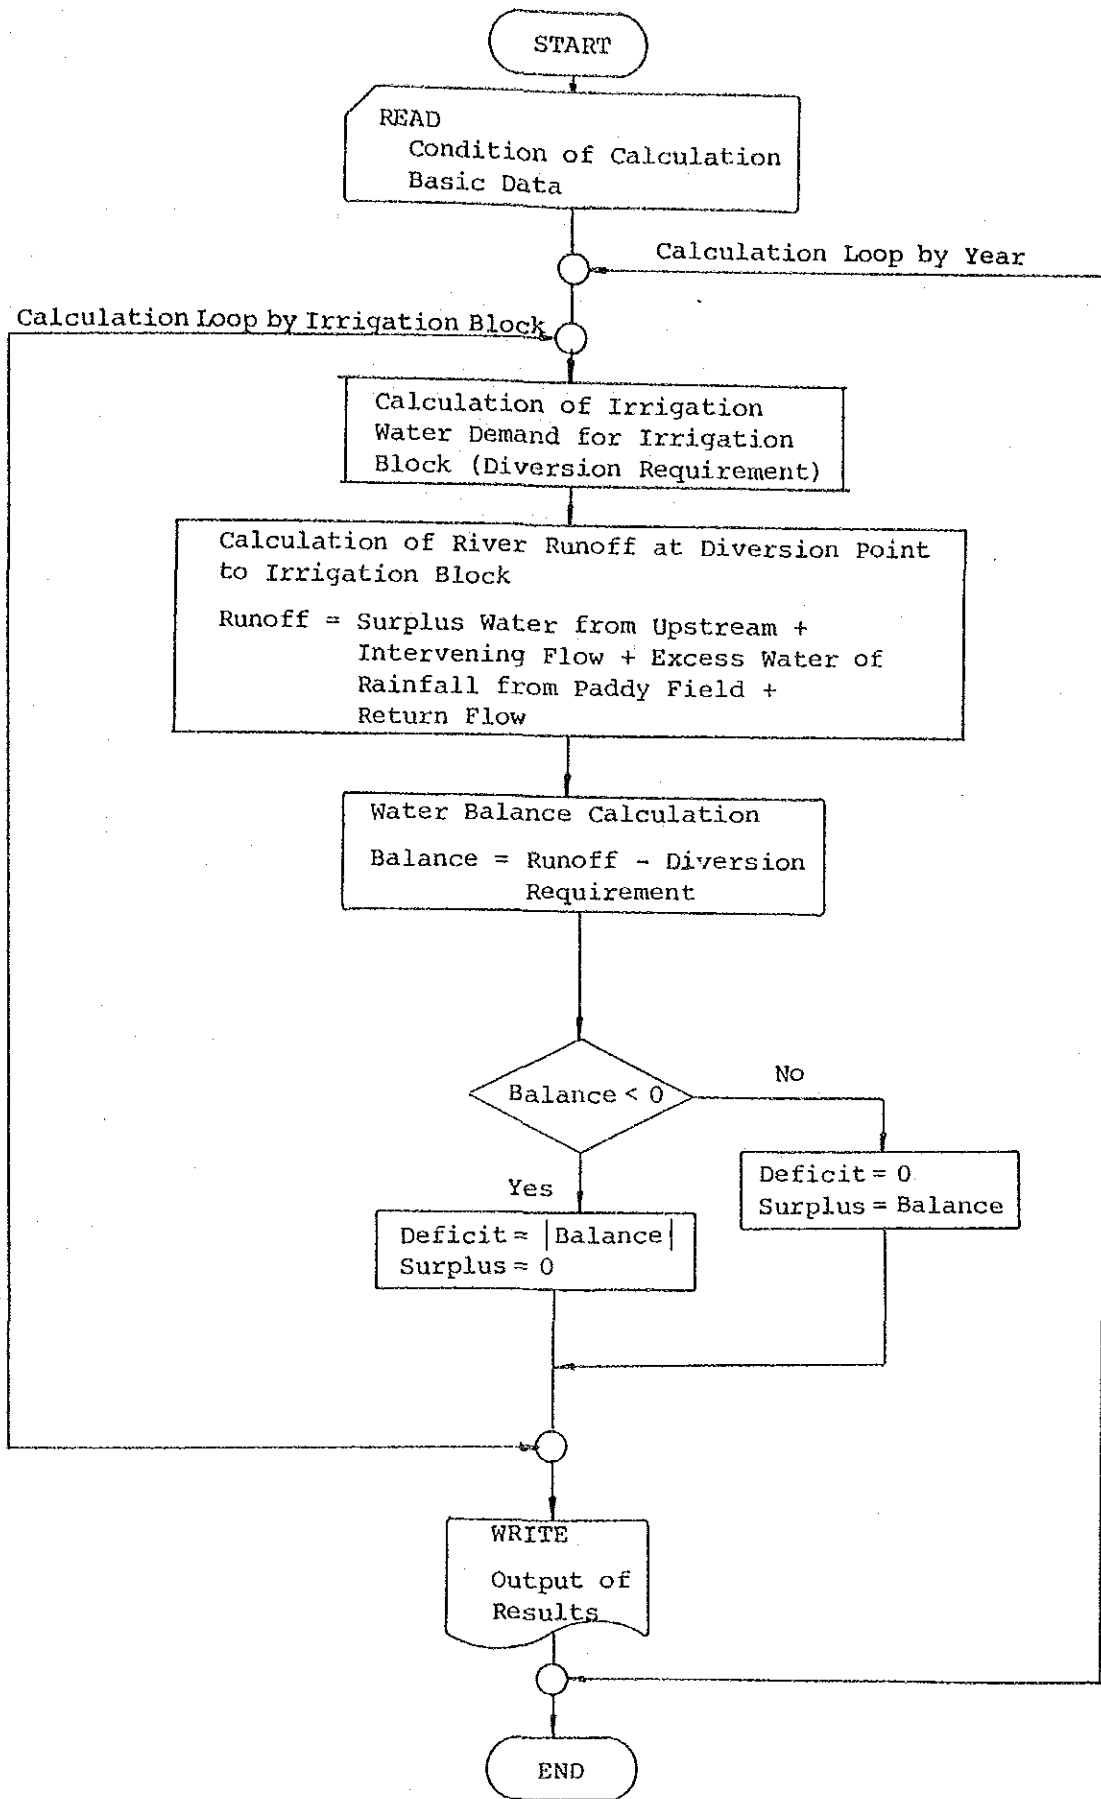 START
READ
Condition of Calculation
Basic Data
Calculation Loop by Year
Calculation Loop by Irrigation Block
Calculation of Irrigation
Water Demand for Irrigation
Block (Diversion Requirement)
Calculation of River Runoff at Diversion Point
to Irrigation Block
Runoff = Surplus Water from Upstream +
Intervening Flow + Excess Water of
Rainfall from Paddy Field +
Return Flow
Water Balance Calculation
Balance = Runoff - Diversion
Requirement
Balance < 0
No
Yes
Deficit = 0
Surplus = Balance
Deficit = |Balance|
Surplus = 0
WRITE
Output of
Results
END